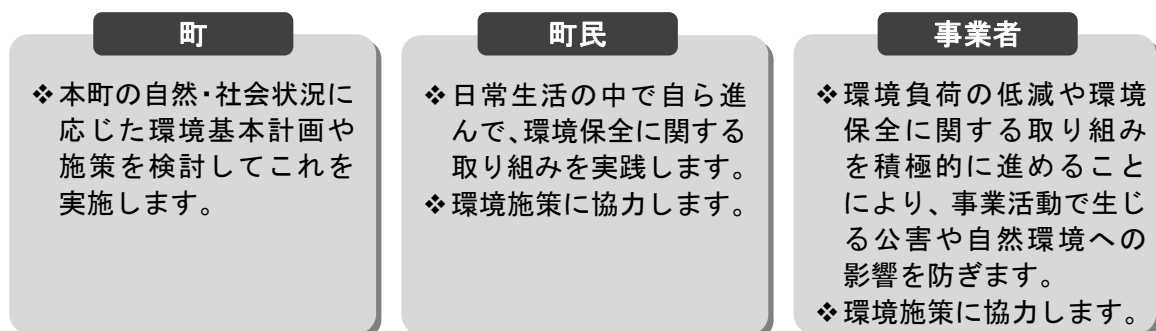 町
❖本町の自然・社会状況に
応じた環境基本計画や
施策を検討してこれを
実施します。
町民
❖日常生活の中で自ら進
んで、環境保全に関する
取り組みを実践します。
❖環境施策に協力します。
事業者
❖環境負荷の低減や環境
保全に関する取り組み
を積極的に進めること
により、事業活動で生じ
る公害や自然環境への
影響を防ぎます。
❖環境施策に協力します。